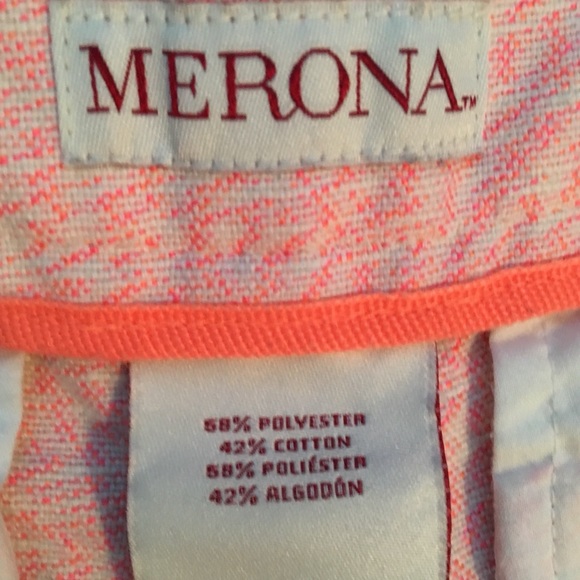 MERONA™
58% POLYESTER
42% COTTON
58% POLIÉSTER
42% ALGODÓN